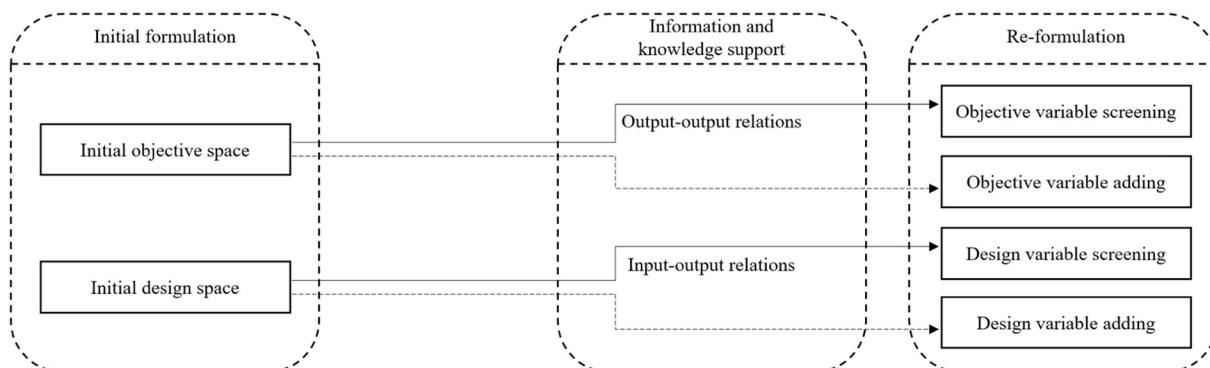 Initial formulation
Information and
knowledge support
Re-formulation
Initial objective space
Output-output relations
Objective variable screening
Objective variable adding
Initial design space
Input-output relations
Design variable screening
Design variable adding